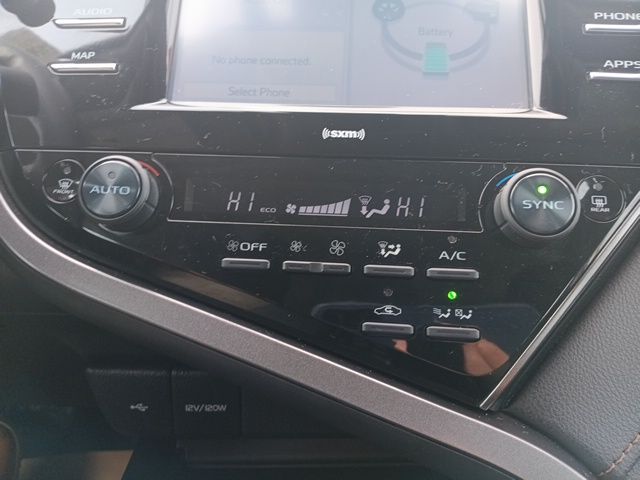 AUDIO
MAP
No phone connected.
Select Phone
Battery
PHONE
APPS
((sxm))
FRONT
AUTO
HI ECO HI
SYNC
REAR
OFF
A/C
12V/120W